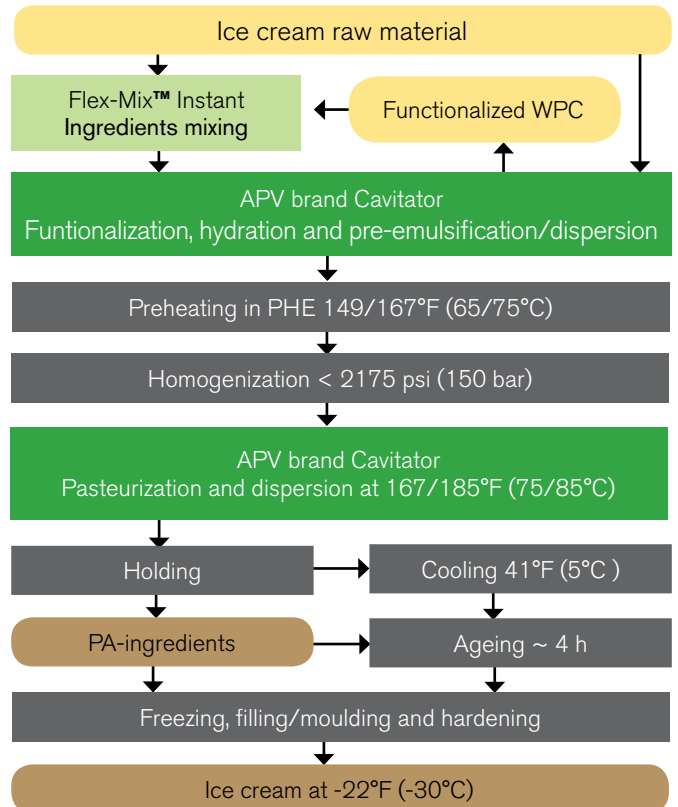 Ice cream raw material
Flex-Mix™ Instant
Ingredients mixing
Functionalized WPC
APV brand Cavitator
Funtionalization, hydration and pre-emulsification/dispersion
Preheating in PHE 149/167°F (65/75°C)
Homogenization < 2175 psi (150 bar)
APV brand Cavitator
Pasteurization and dispersion at 167/185°F (75/85°C)
Holding
Cooling 41°F (5°C )
PA-ingredients
Ageing ~ 4 h
Freezing, filling/moulding and hardening
Ice cream at -22°F (-30°C)